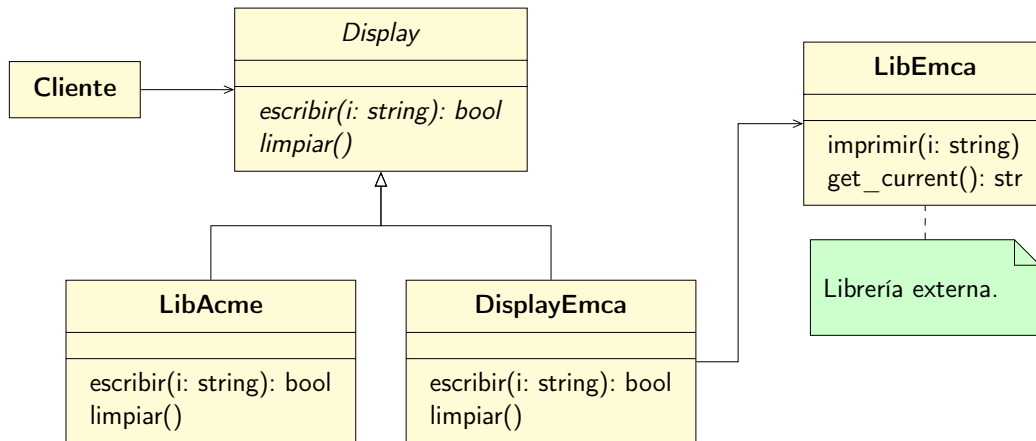 Display
escribir(i: string): bool
limpiar()
Cliente
LibEmca
imprimir(i: string)
get_current(): str
Librería externa.
LibAcme
escribir(i: string): bool
limpiar()
DisplayEmca
escribir(i: string): bool
limpiar()